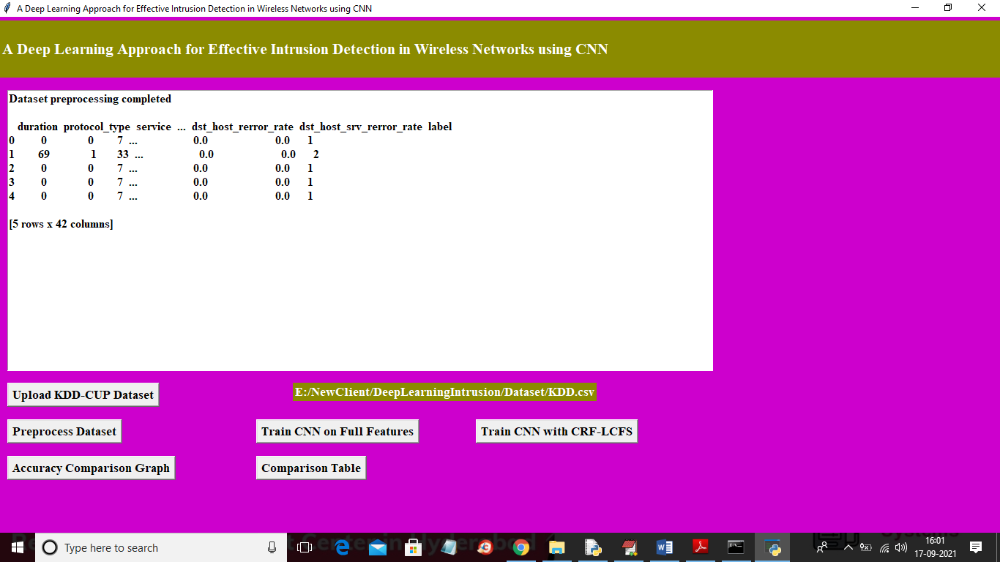 A Deep Learning Approach for Effective Intrusion Detection in Wireless Networks using CNN
A Deep Learning Approach for Effective Intrusion Detection in Wireless Networks using CNN
Dataset preprocessing completed
duration protocol_type service ... dst_host_rerror_rate dst_host_srv_rerror_rate label
0 0 0 7 ... 0.0 0.0 1
1 69 1 33 ... 0.0 0.0 2
2 0 0 7 ... 0.0 0.0 1
3 0 0 7 ... 0.0 0.0 1
4 0 0 7 ... 0.0 0.0 1
[5 rows x 42 columns]
Upload KDD-CUP Dataset E:/NewClient/DeepLearningIntrusion/Dataset/KDD.csv
Preprocess Dataset Train CNN on Full Features Train CNN with CRF-LCFS
Accuracy Comparison Graph Comparison Table
Type here to search
16:01
17-09-2021